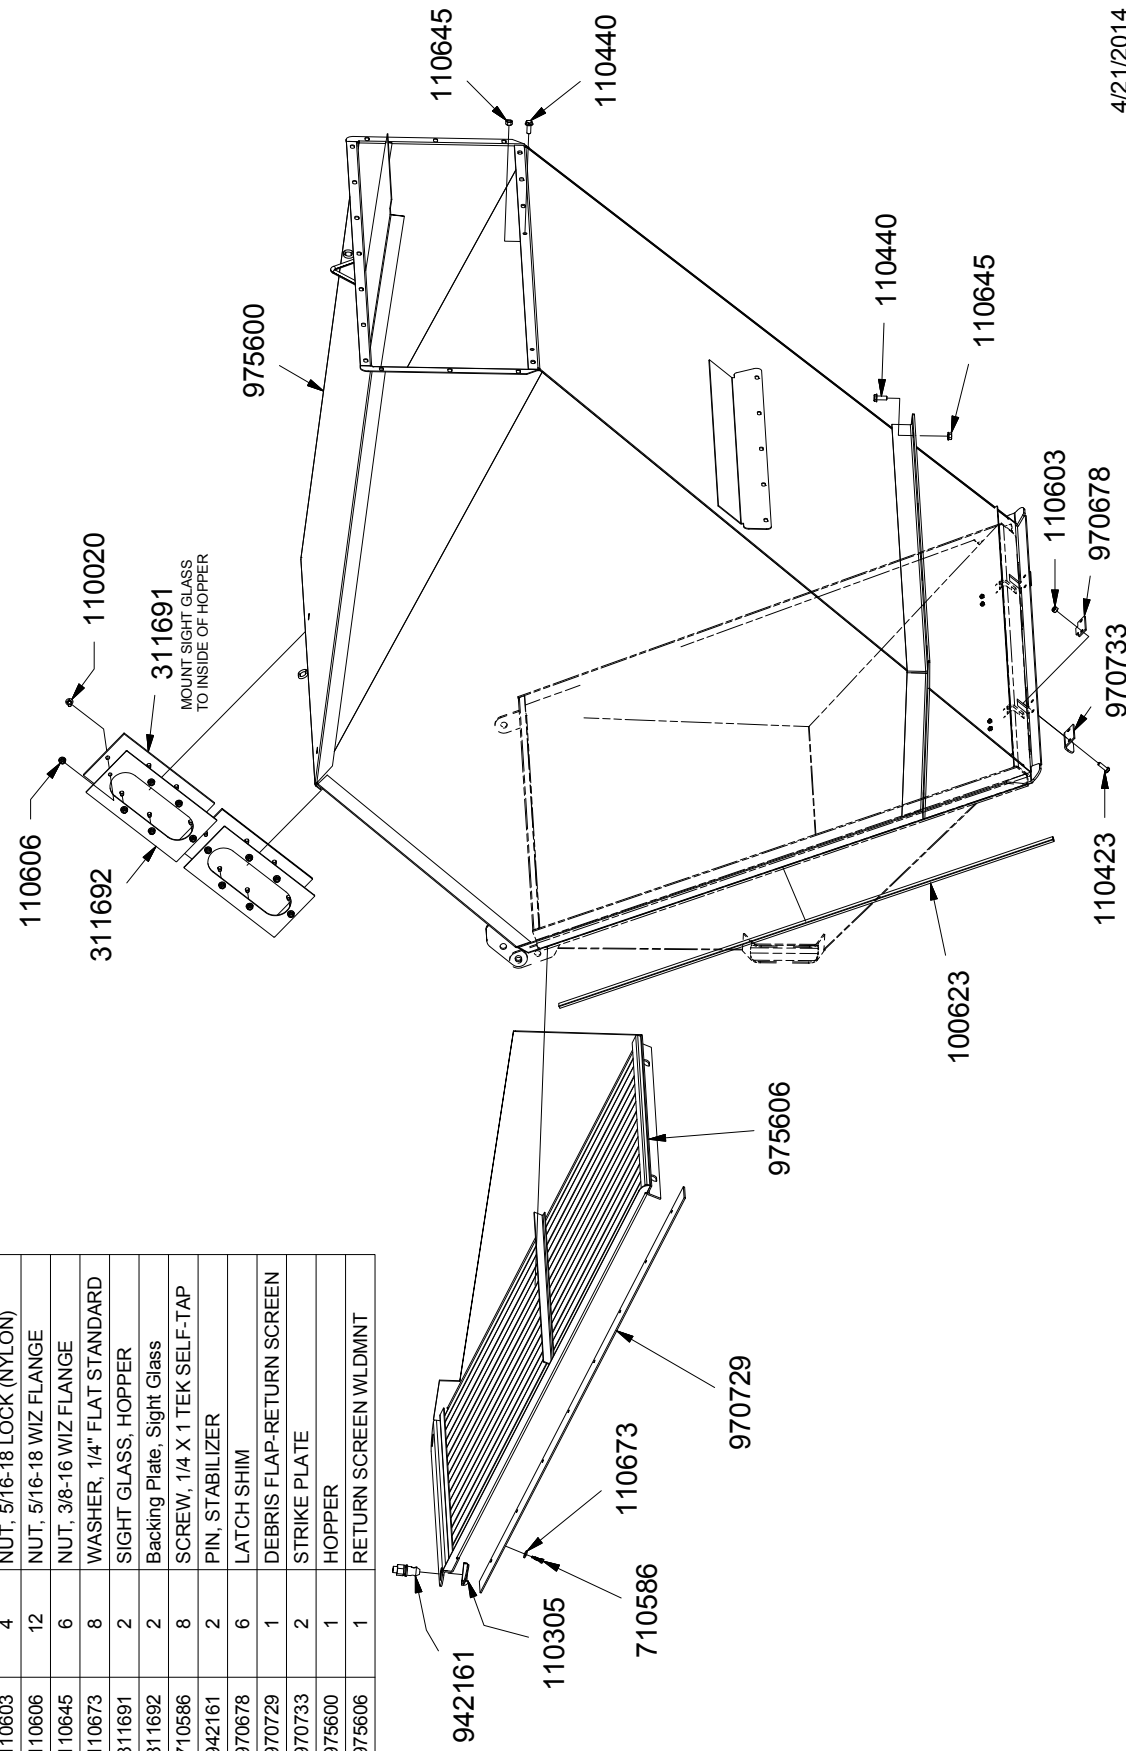 110603 4 NUT, 5/16-18 LOCK (NYLON)
110606 12 NUT, 5/16-18 WIZ FLANGE
110645 6 NUT, 3/8-16 WIZ FLANGE
110673 8 WASHER, 1/4" FLAT STANDARD
311691 2 SIGHT GLASS, HOPPER
311692 2 Backing Plate, Sight Glass
710586 8 SCREW, 1/4 X 1 TEK SELF-TAP
942161 2 PIN, STABILIZER
970678 6 LATCH SHIM
970729 1 DEBRIS FLAP-RETURN SCREEN
970733 2 STRIKE PLATE
975600 1 HOPPER
975606 1 RETURN SCREEN WLDMNT
110606
311692
110020
311691
MOUNT SIGHT GLASS
TO INSIDE OF HOPPER
975600
110645
110440
110440
110645
110603
970678
970733
110423
100623
975606
970729
110673
710586
110305
942161
4/21/2014